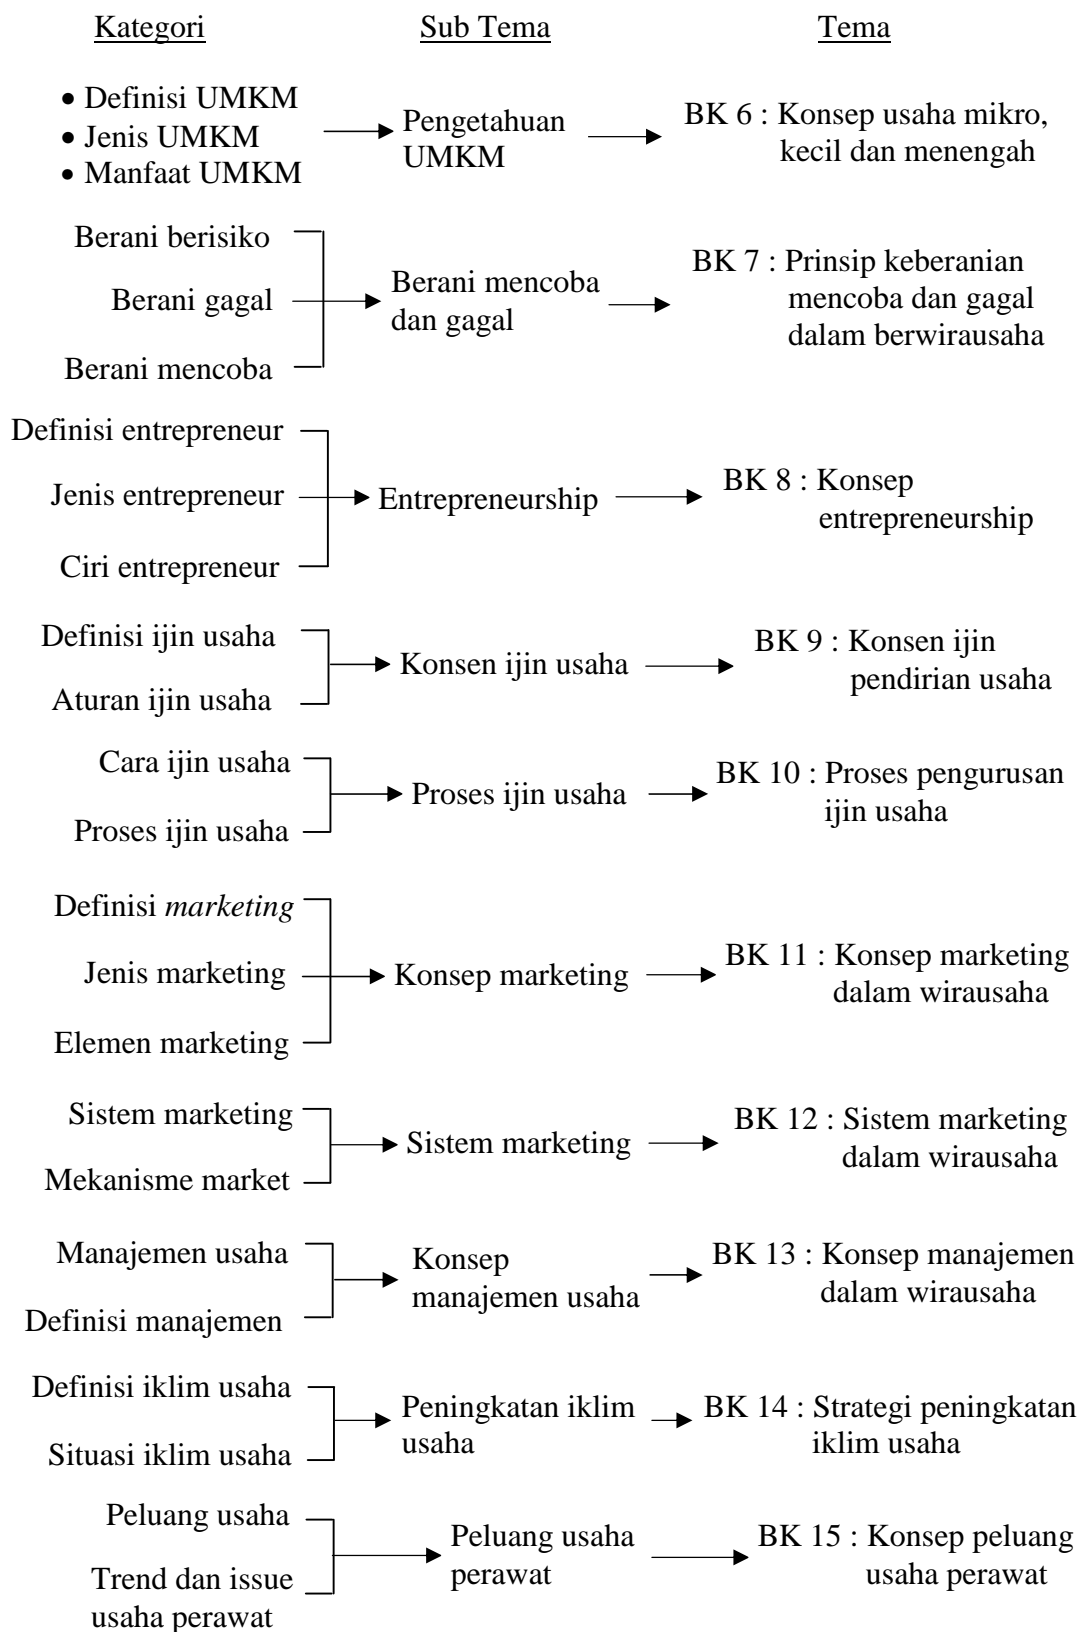 Kategori Sub Tema Tema
• Definisi UMKM
• Jenis UMKM
• Manfaat UMKM
Pengetahuan
UMKM
BK 6 : Konsep usaha mikro,
kecil dan menengah
Berani berisiko
Berani gagal
Berani mencoba
Berani mencoba
dan gagal
BK 7 : Prinsip keberanian
mencoba dan gagal
dalam berwirausaha
Definisi entrepreneur
Jenis entrepreneur
Ciri entrepreneur
Entrepreneurship
BK 8 : Konsep
entrepreneurship
Definisi ijin usaha
Aturan ijin usaha
Konsen ijin usaha
BK 9 : Konsen ijin
pendirian usaha
Cara ijin usaha
Proses ijin usaha
Proses ijin usaha
BK 10 : Proses pengurusan
ijin usaha
Definisi marketing
Jenis marketing
Elemen marketing
Konsep marketing
BK 11 : Konsep marketing
dalam wirausaha
Sistem marketing
Mekanisme market
Sistem marketing
BK 12 : Sistem marketing
dalam wirausaha
Manajemen usaha
Definisi manajemen
Konsep
manajemen usaha
BK 13 : Konsep manajemen
dalam wirausaha
Definisi iklim usaha
Situasi iklim usaha
Peningkatan iklim
usaha
BK 14 : Strategi peningkatan
iklim usaha
Peluang usaha
Trend dan issue
usaha perawat
Peluang usaha
perawat
BK 15 : Konsep peluang
usaha perawat